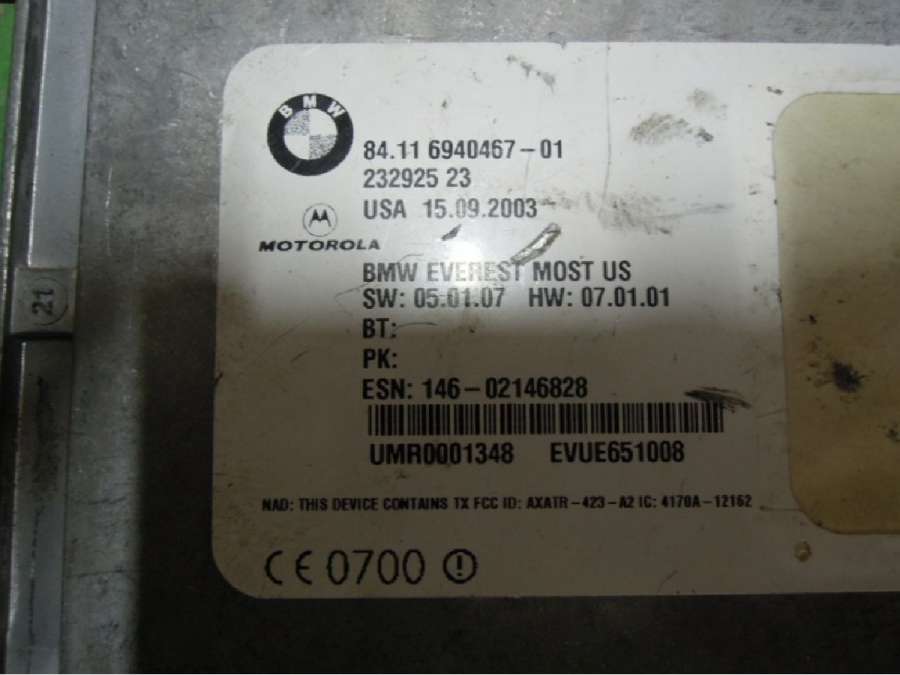 21
BMW
84.11 6940467-01
232925 23
USA 15.09.2003
MOTOROLA
BMW EVEREST MOST US
SW: 05.01.07 HW: 07.01.01
BT:
PK:
ESN: 146-02146828
UMR0001348 EVUE651008
NAD: THIS DEVICE CONTAINS TX FCC ID: AXATR-423-A2 IC: 4170A-12162
CE 0700